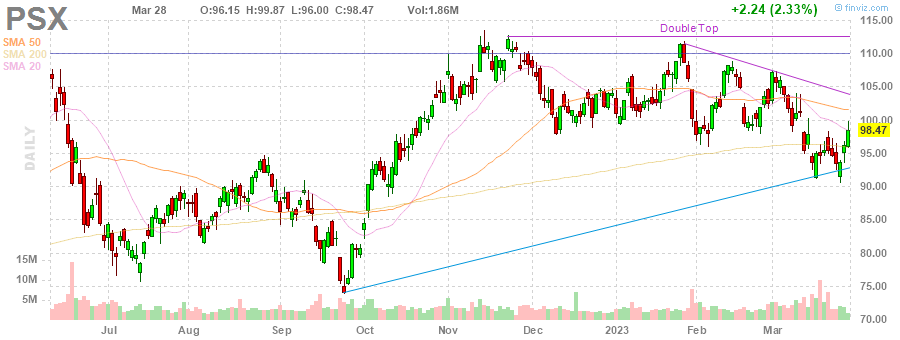 PSX
Mar 28 O:96.15 H:99.87 L:96.00 C:98.47 Vol:1.86M +2.24 (2.33%) finviz.com
SMA 50
SMA 200
SMA 20
DAILY
Double Top
115.00
110.00
105.00
100.00
98.47
95.00
90.00
85.00
80.00
75.00
70.00
15M
10M
5M
Jul Aug Sep Oct Nov Dec 2023 Feb Mar